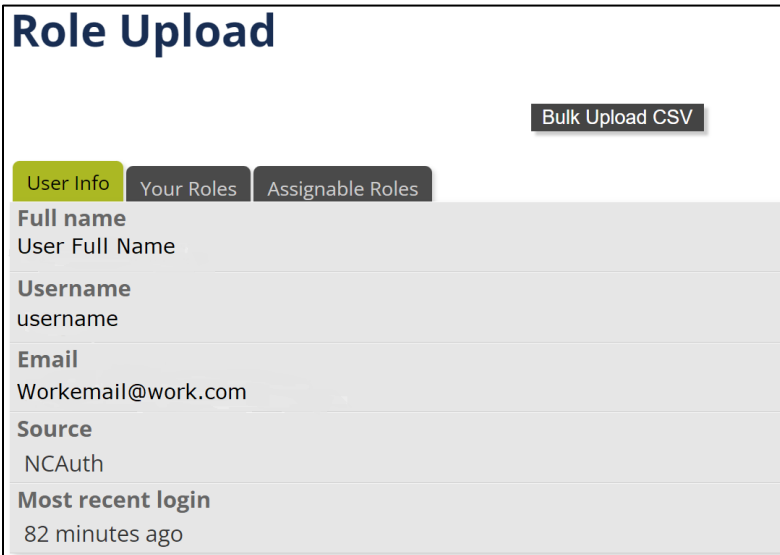 Role Upload
Bulk Upload CSV
User Info Your Roles Assignable Roles
Full name
User Full Name
Username
username
Email
Workemail@work.com
Source
NCAuth
Most recent login
82 minutes ago